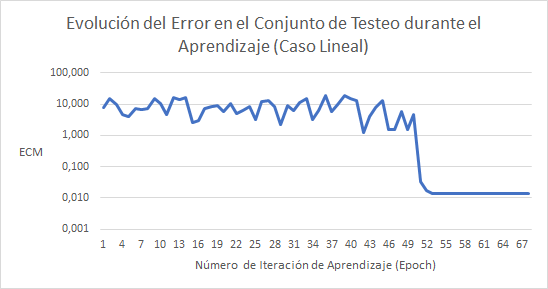 Evolución del Error en el Conjunto de Testeo durante el
Aprendizaje (Caso Lineal)
100,000
10,000
1,000
0,100
0,010
0,001
ECM
1 4 7 10 13 16 19 22 25 28 31 34 37 40 43 46 49 52 55 58 61 64 67
Número de Iteración de Aprendizaje (Epoch)